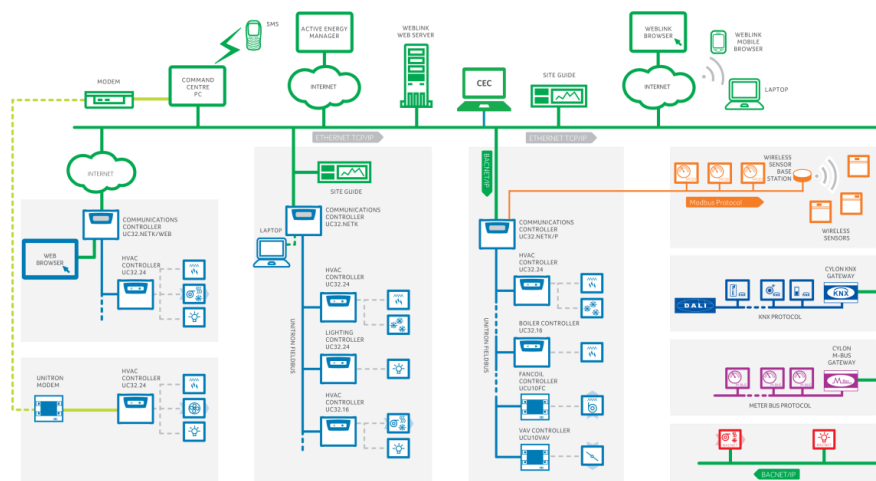 SMS
ACTIVE ENERGY
MANAGER
WEBLINK
WEB SERVER
WEBLINK
BROWSER
WEBLINK
MOBILE
BROWSER
MODEM
COMMAND
CENTRE
PC
INTERNET
CEC
SITE GUIDE
INTERNET
LAPTOP
ETHERNET TCP/IP
ETHERNET TCP/IP
INTERNET
SITE GUIDE
BACNET/IP
WIRELESS
SENSOR
BASE
STATION
Modbus Protocol
WIRELESS
SENSORS
COMMUNICATIONS
CONTROLLER
UC32.NETK/WEB
WEB
BROWSER
HVAC
CONTROLLER
UC32.24
COMMUNICATIONS
CONTROLLER
UC32.NETK
LAPTOP
HVAC
CONTROLLER
UC32.24
UNITRON FIELDBUS
LIGHTING
CONTROLLER
UC32.24
HVAC
CONTROLLER
UC32.16
COMMUNICATIONS
CONTROLLER
UC32.NETK/P
HVAC
CONTROLLER
UC32.24
UNITRON FIELDBUS
BOILER CONTROLLER
UC32.16
FANCOIL
CONTROLLER
UCU10FC
VAV CONTROLLER
UCU10VAV
CYLON KNX
GATEWAY
DALI
KNX
KNX PROTOCOL
CYLON
M-BUS
GATEWAY
METER BUS PROTOCOL
BACNET/IP
UNITRON
MODEM
HVAC
CONTROLLER
UC32.24